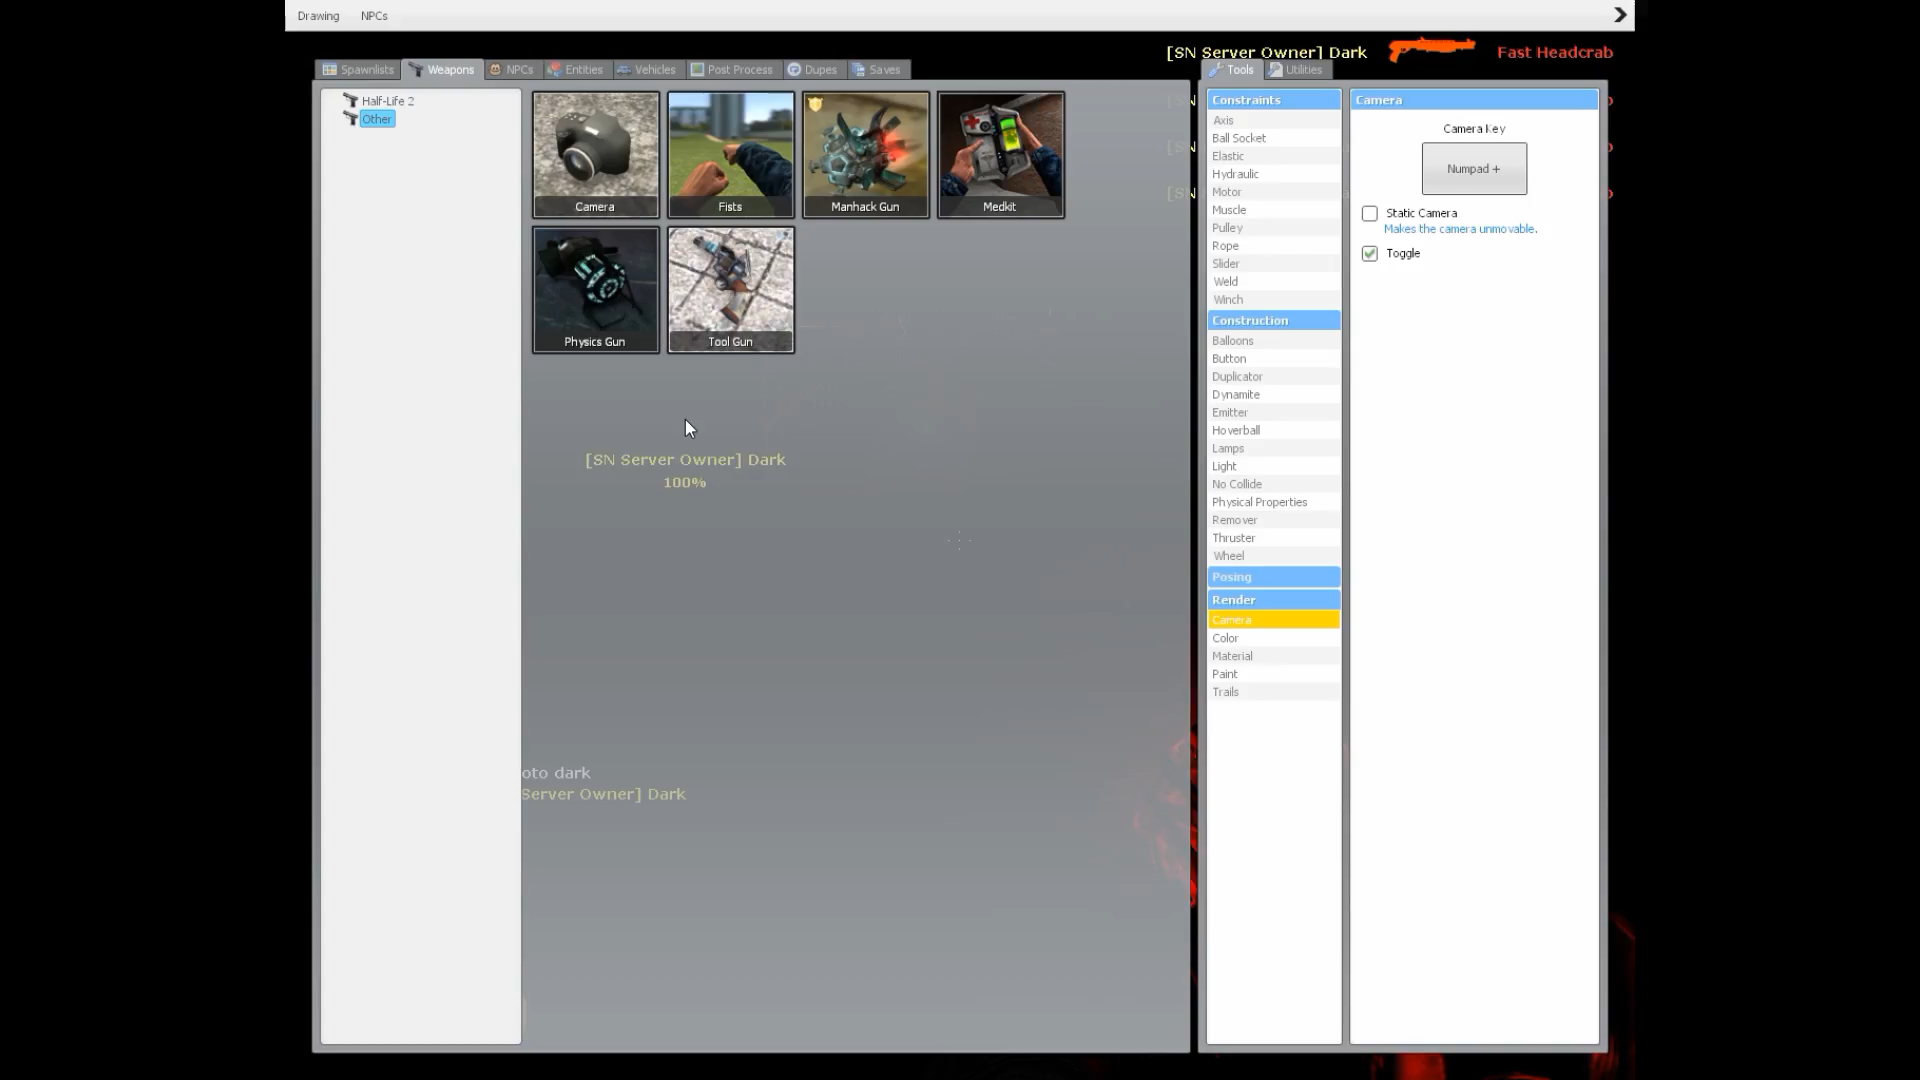 Drawing NPCs
[SN Server Owner] Dark Fast Headcrab
Spawnlists Weapons NPCs Entities Vehicles Post Process Dupes Saves
Tools Utilities
Half-Life 2
Other
Camera
Fists
Manhack Gun
Medkit
Physics Gun
Tool Gun
[SN Server Owner] Dark
100%
oto dark
Server Owner] Dark
[SN
[SN
[SN
Constraints
Axis
Ball Socket
Elastic
Hydraulic
Motor
Muscle
Pulley
Rope
Slider
Weld
Winch
Construction
Balloons
Button
Duplicator
Dynamite
Emitter
Hoverball
Lamps
Light
No Collide
Physical Properties
Remover
Thruster
Wheel
Posing
Render
Camera
Color
Material
Paint
Trails
Camera
Camera Key
Numpad +
Static Camera
Makes the camera unmovable.
Toggle